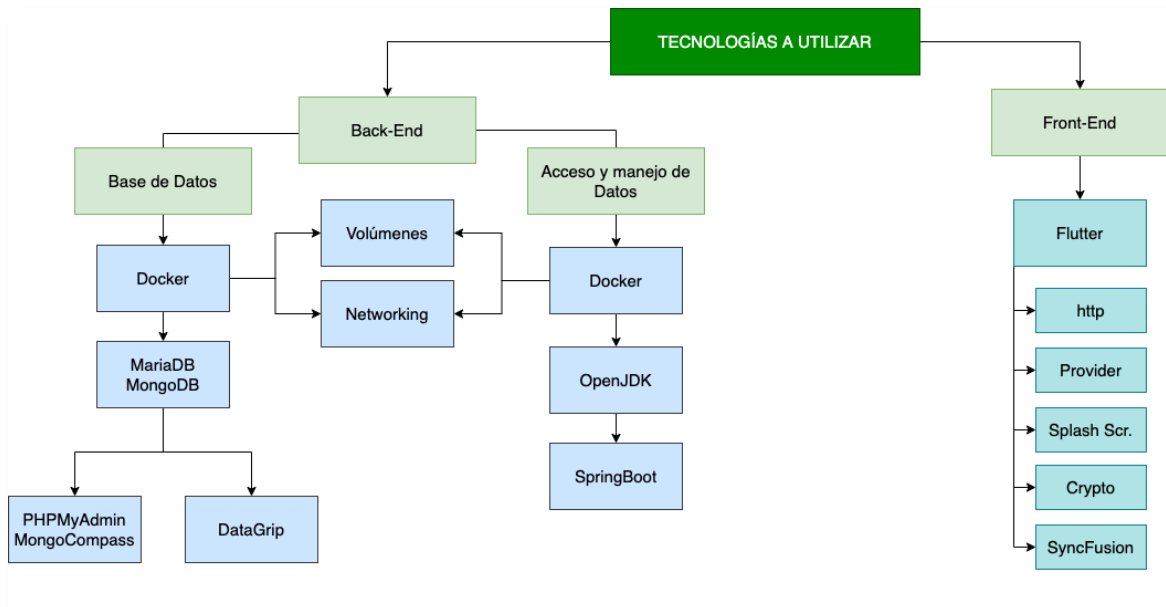 TECNOLOGÍAS A UTILIZAR
Back-End
Front-End
Base de Datos
Acceso y manejo de
Datos
Volúmenes
Flutter
Docker
Docker
Networking
http
MariaDB
MongoDB
OpenJDK
Provider
Splash Scr.
SpringBoot
Crypto
PHPMyAdmin
MongoCompass
DataGrip
SyncFusion